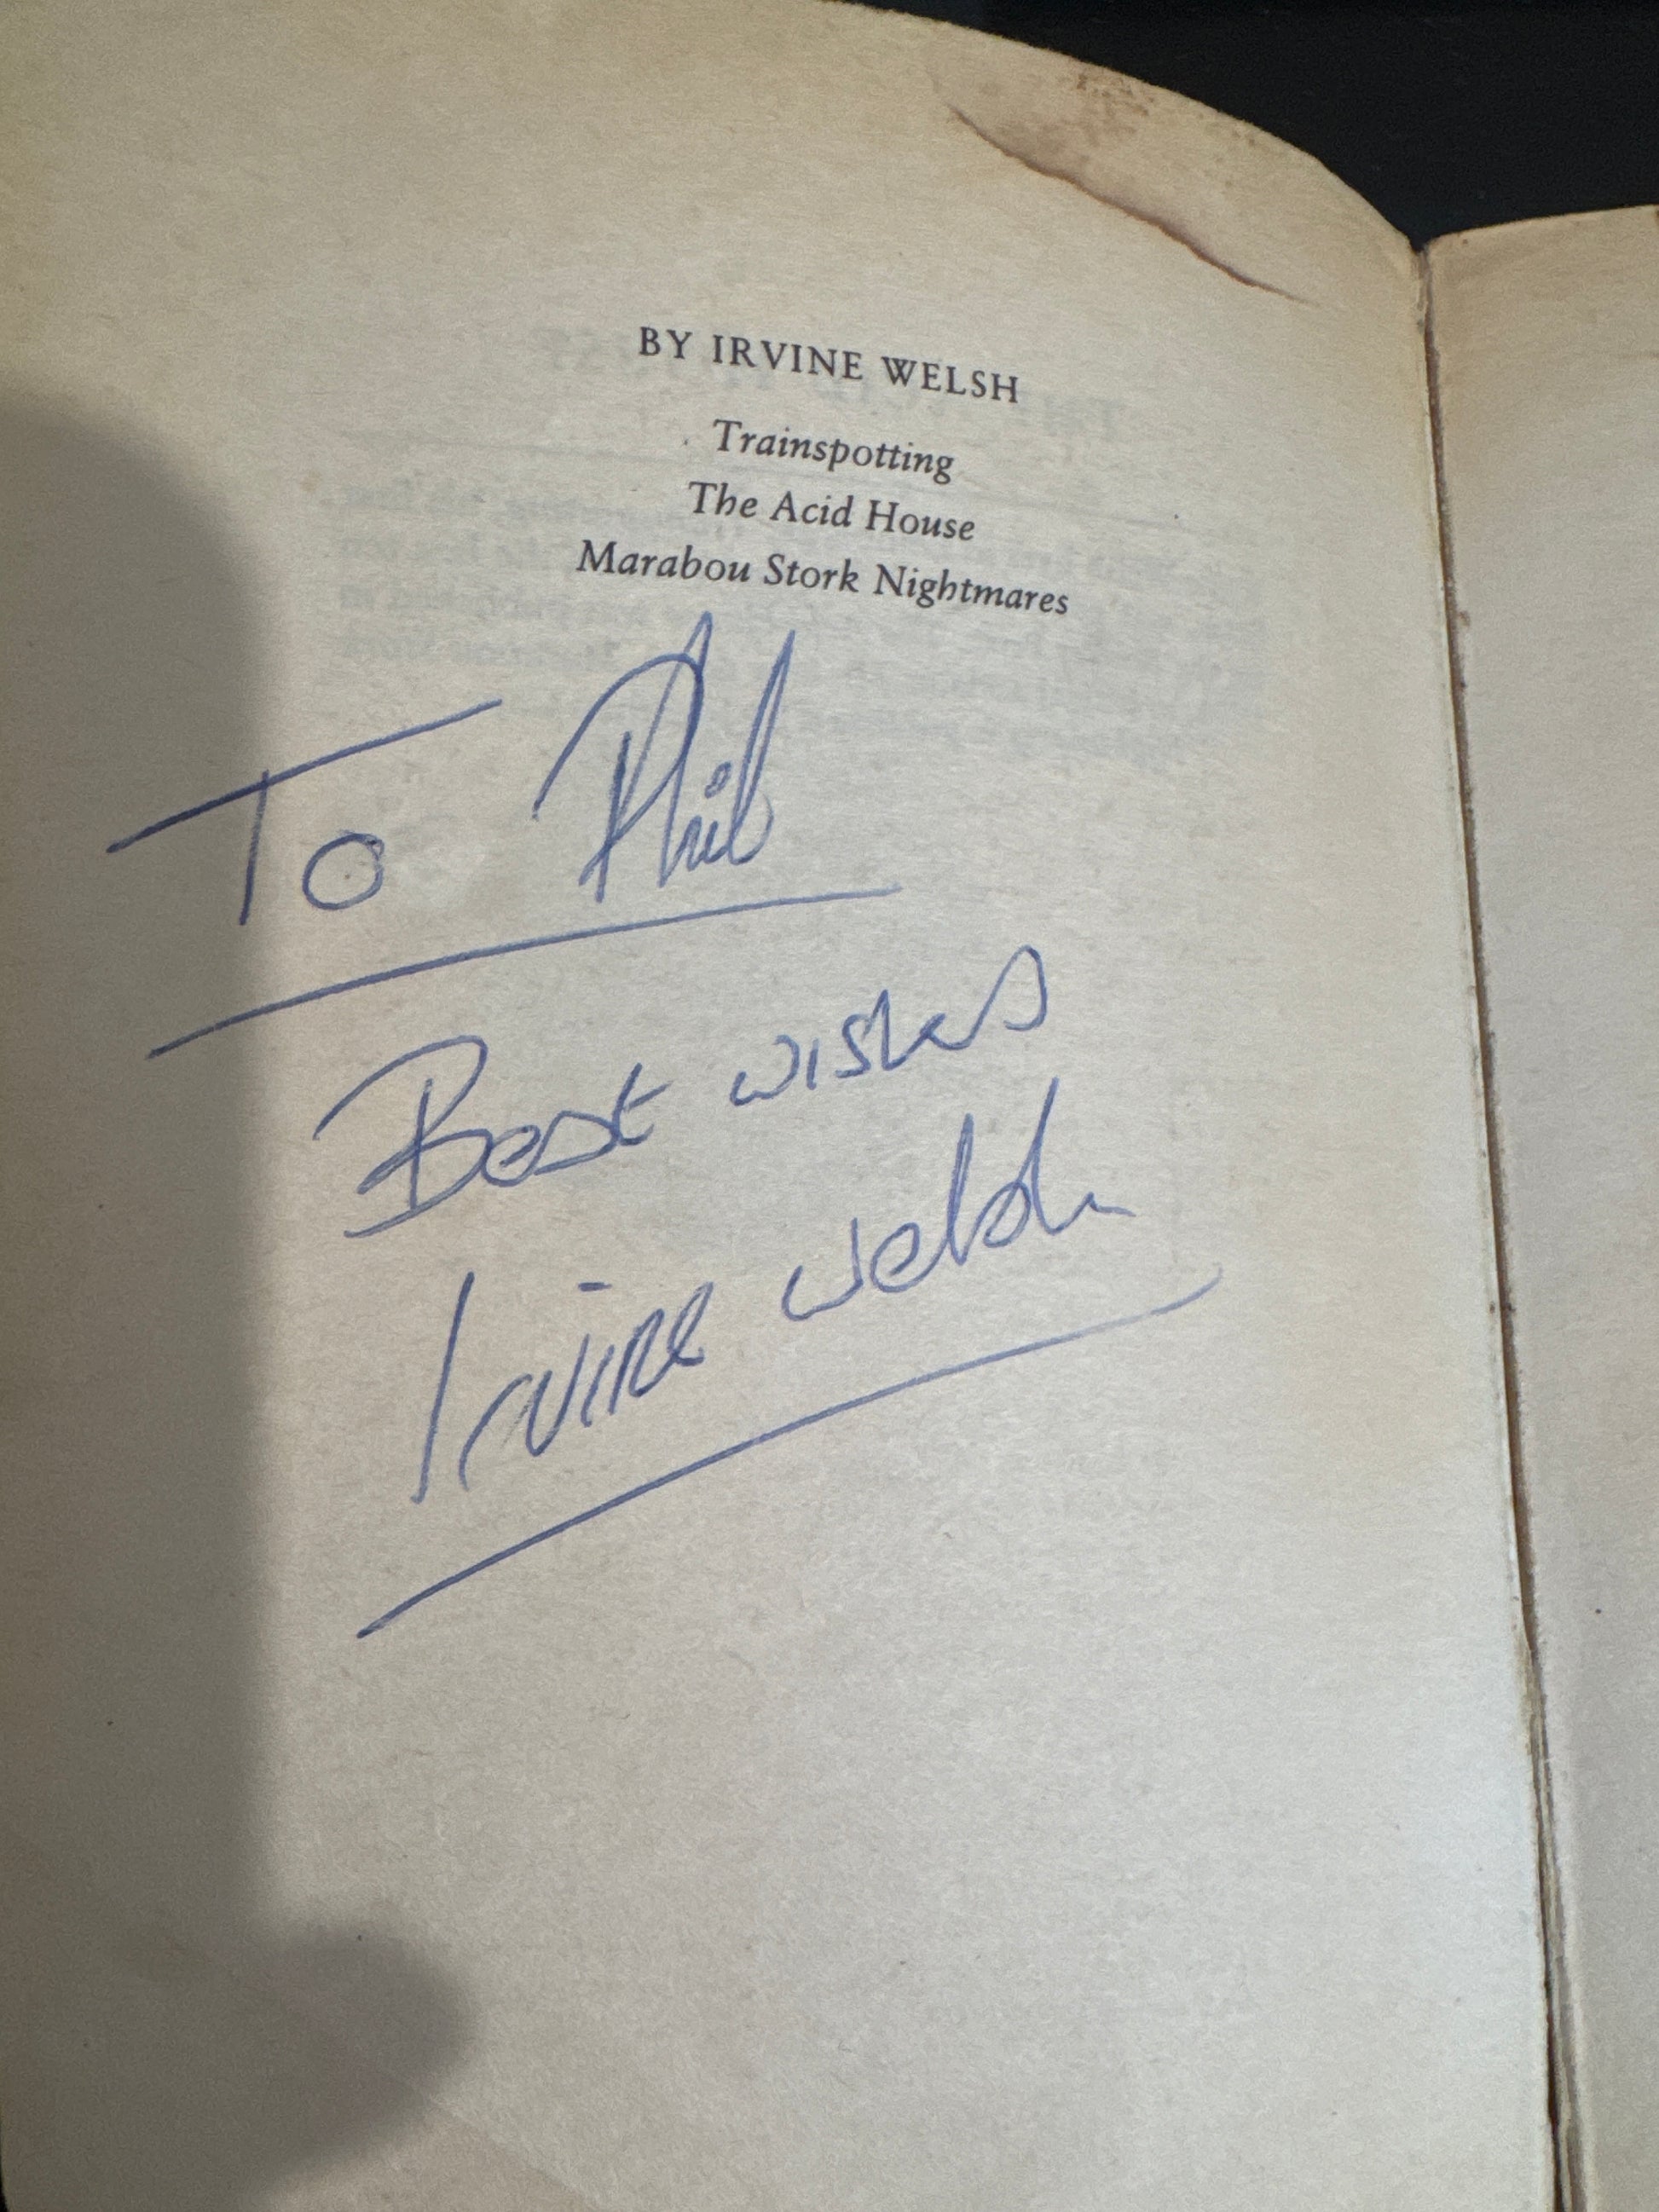 BY IRVINE WELSH
Trainspotting
The Acid House
Marabou Stork Nightmares
To Phil
Best wishes
Irvine Welsh